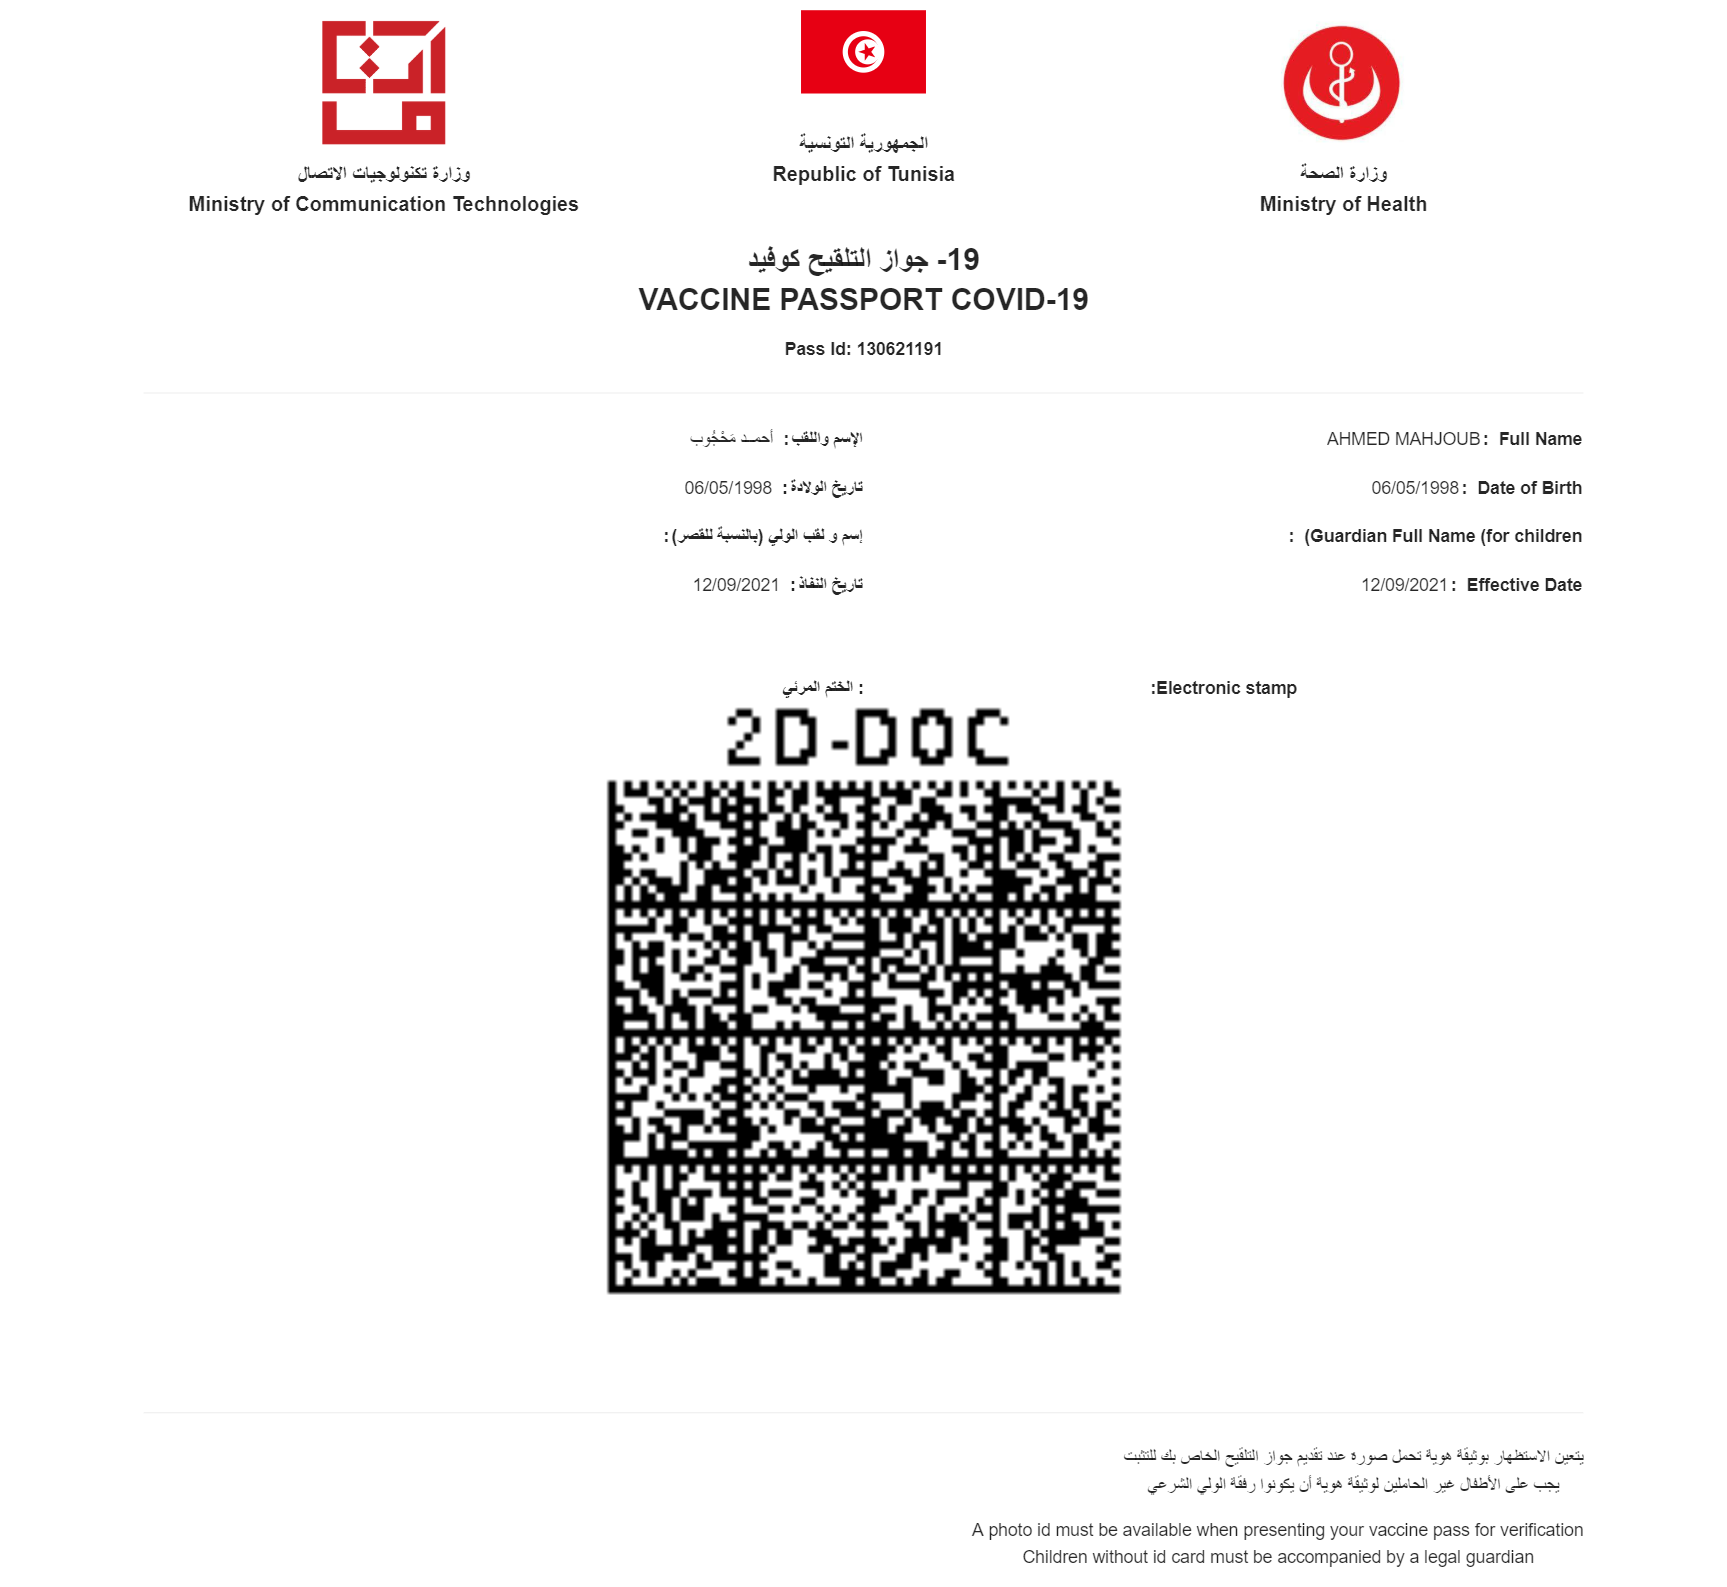 وزارة تكنولوجيات الاتصال
Ministry of Communication Technologies
الجمهورية التونسية
Republic of Tunisia
وزارة الصحة
Ministry of Health
19- جواز التلقيح كوفيد
VACCINE PASSPORT COVID-19
Pass Id: 130621191
الإسم واللقب : أحمــد مَحْجُوب
AHMED MAHJOUB : Full Name
تاريخ الولادة : 06/05/1998
06/05/1998 : Date of Birth
إسم و لقب الولي (بالنسبة للقصر) :
: (Guardian Full Name (for children
تاريخ النفاذ : 12/09/2021
12/09/2021 : Effective Date
الختم المرئي :
:Electronic stamp
2D-DOC
يتعين الاستظهار بوثيقة هوية تحمل صورة عند تقديم جواز التلقيح الخاص بك للتثبت
يجب على الأطفال غير الحاملين لوثيقة هوية أن يكونوا رفقة الولي الشرعي
A photo id must be available when presenting your vaccine pass for verification
Children without id card must be accompanied by a legal guardian